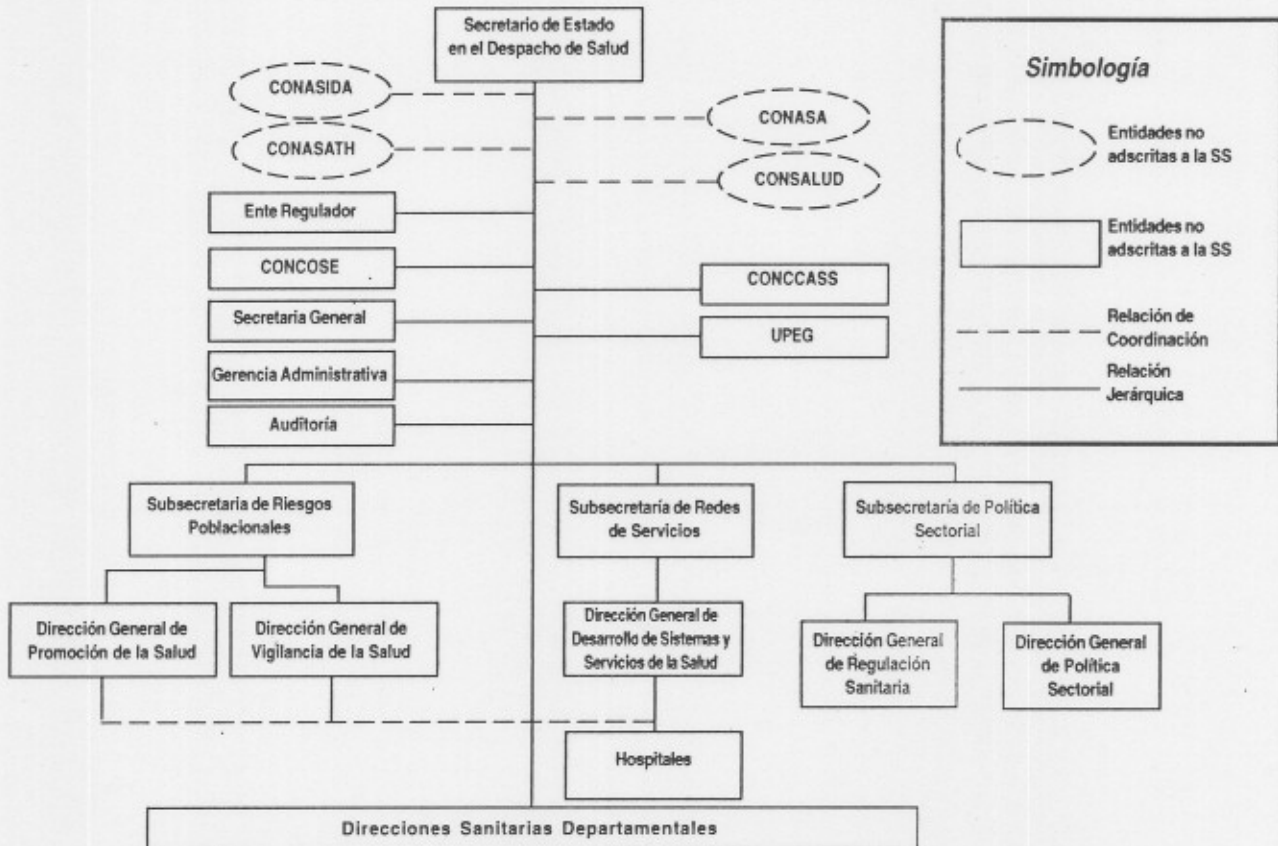 Secretario de Estado
en el Despacho de Salud
CONASIDA
CONASA
CONASATH
CONSALUD
Ente Regulador
CONCOSE
CONCCASS
Secretaria General
UPEG
Gerencia Administrativa
Auditoría
Simbología
Entidades no
adscritas a la SS
Entidades no
adscritas a la SS
Relación de
Coordinación
Relación
Jerárquica
Subsecretaria de Riesgos
Poblacionales
Subsecretaría de Redes
de Servicios
Subsecretaría de Política
Sectorial
Dirección General de
Promoción de la Salud
Dirección General de
Vigilancia de la Salud
Dirección General de
Desarrollo de Sistemas y
Servicios de la Salud
Dirección General
de Regulación
Sanitaria
Dirección General
de Política
Sectorial
Hospitales
Direcciones Sanitarias Departamentales